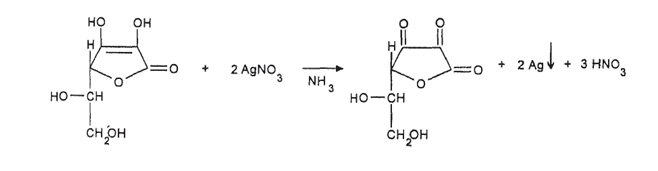 HO OH O O
H H
O + 2 AgNO3 NH3 O + 2 Ag + 3 HNO3
O O
HO CH HO CH
CH2OH CH2OH